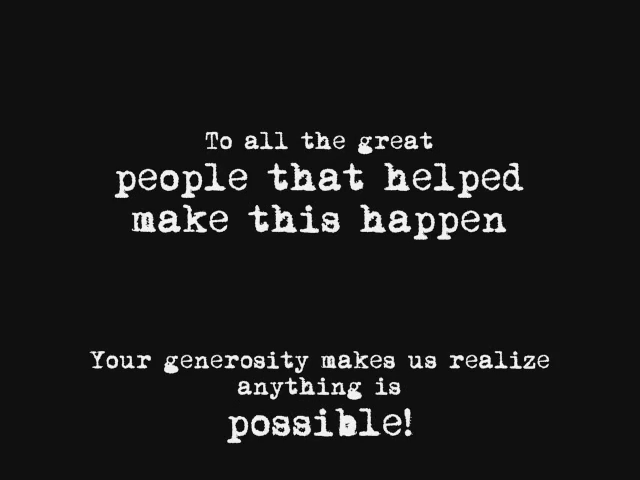 To all the great
people that helped
make this happen
Your generosity makes us realize
anything is
possible!